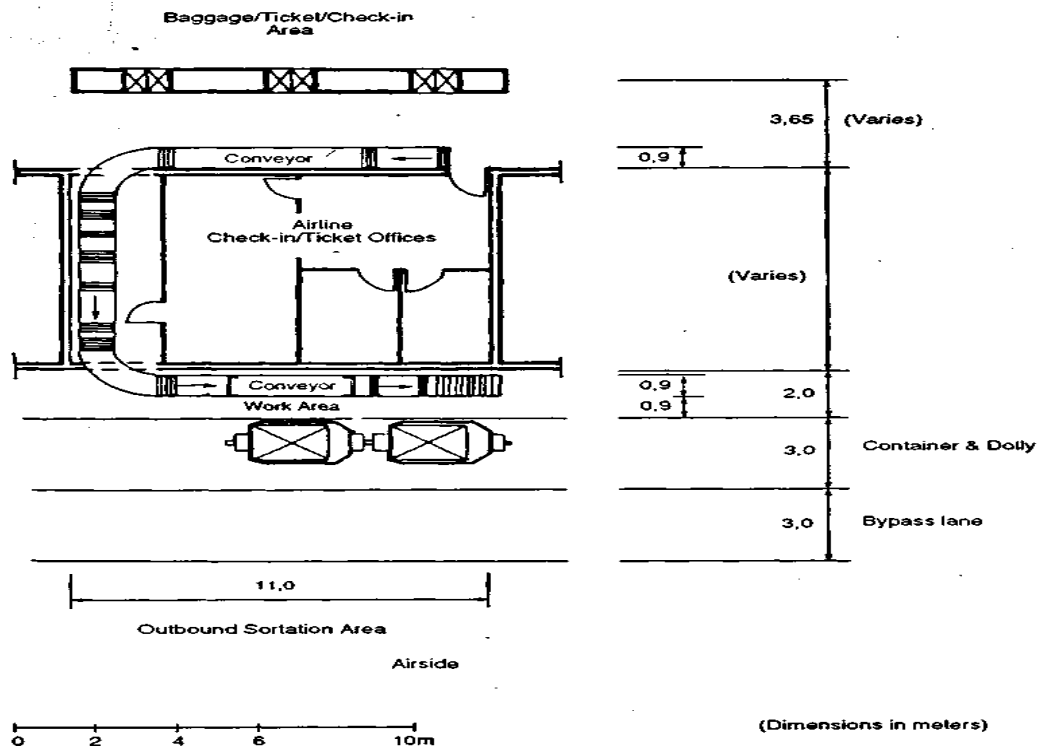 Baggage/Ticket/Check-in
Area
3,65 (Varies)
Conveyor
0,9
Airline
Check-in/Ticket Offices
(Varies)
Conveyor
0,9
2,0
Work Area
0,9
3,0 Container & Dolly
3,0 Bypass lane
11,0
Outbound Sortation Area
Airside
0 2 4 6 10m
(Dimensions in meters)